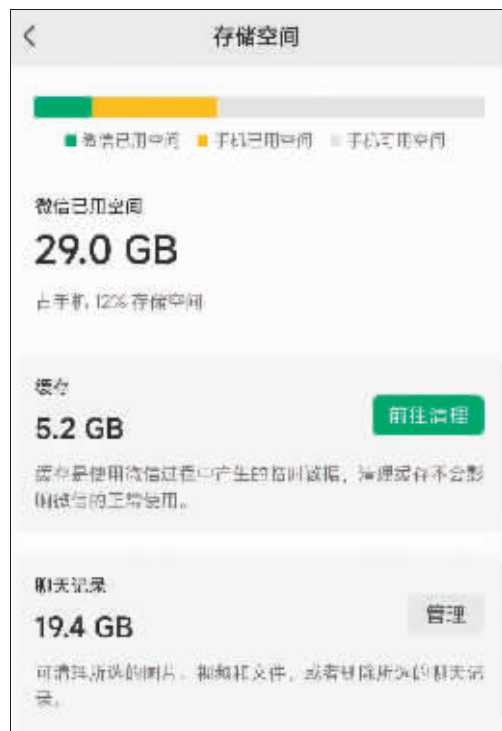 存储空间
微信已用空间 手机已用空间 手机可用空间
微信已用空间
29.0 GB
占手机 12% 存储空间
缓存
5.2 GB
前往清理
缓存是使用微信过程中产生的临时数据，清理缓存不会影
响微信的正常使用。
聊天记录
19.4 GB
管理
可清理所选的图片、视频和文件，或者删除所选的聊天记
录。